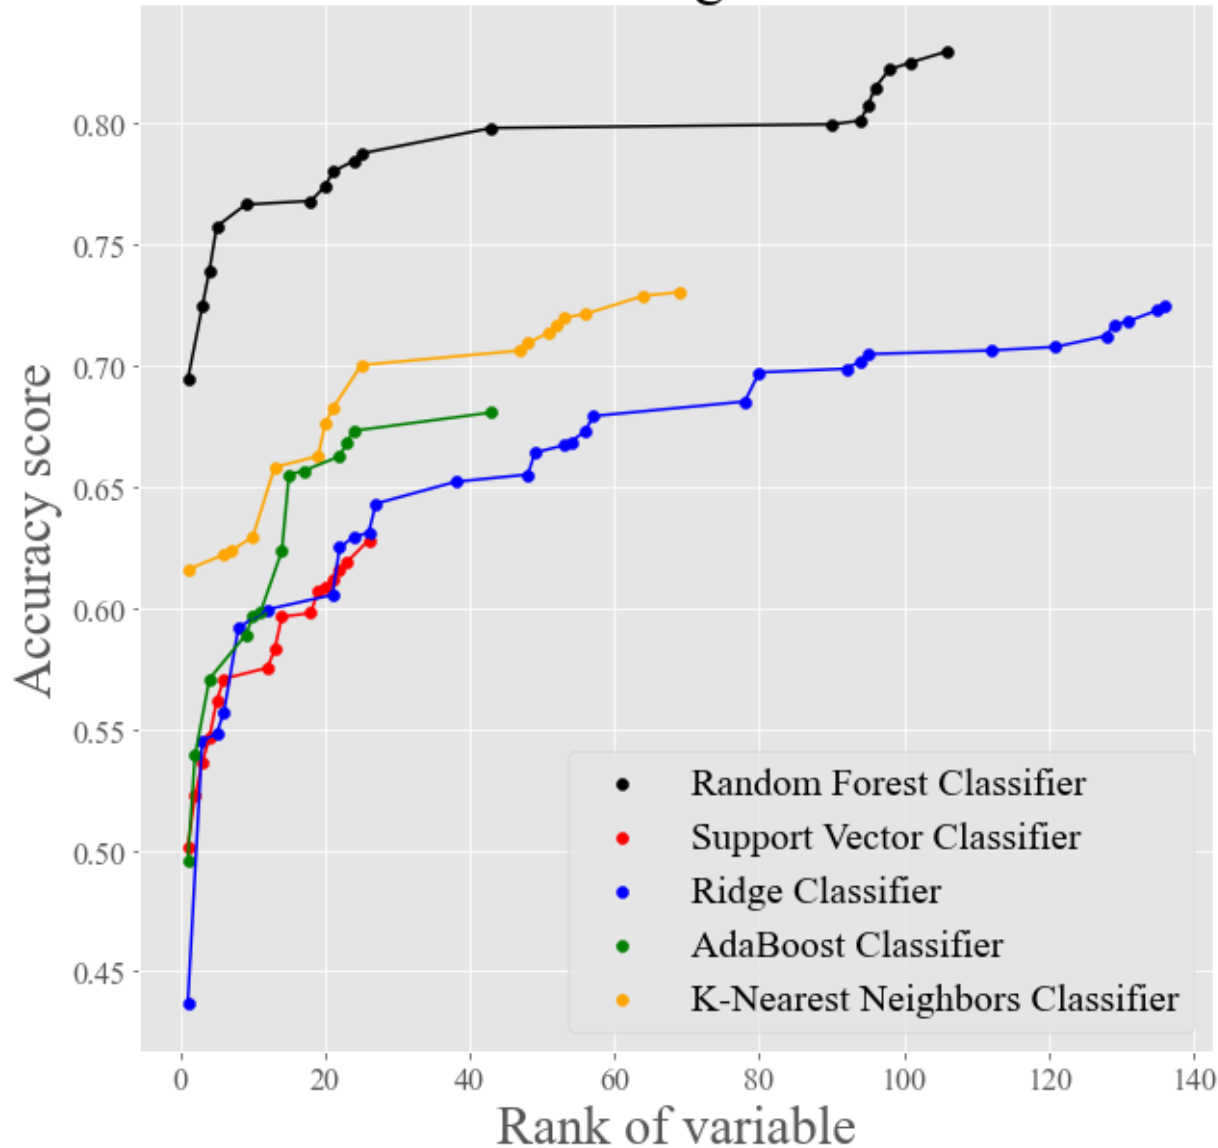 0.80
0.75
0.70
0.65
0.60
0.55
0.50
0.45
Accuracy score
Random Forest Classifier
Support Vector Classifier
Ridge Classifier
AdaBoost Classifier
K-Nearest Neighbors Classifier
0 20 40 60 80 100 120 140
Rank of variable